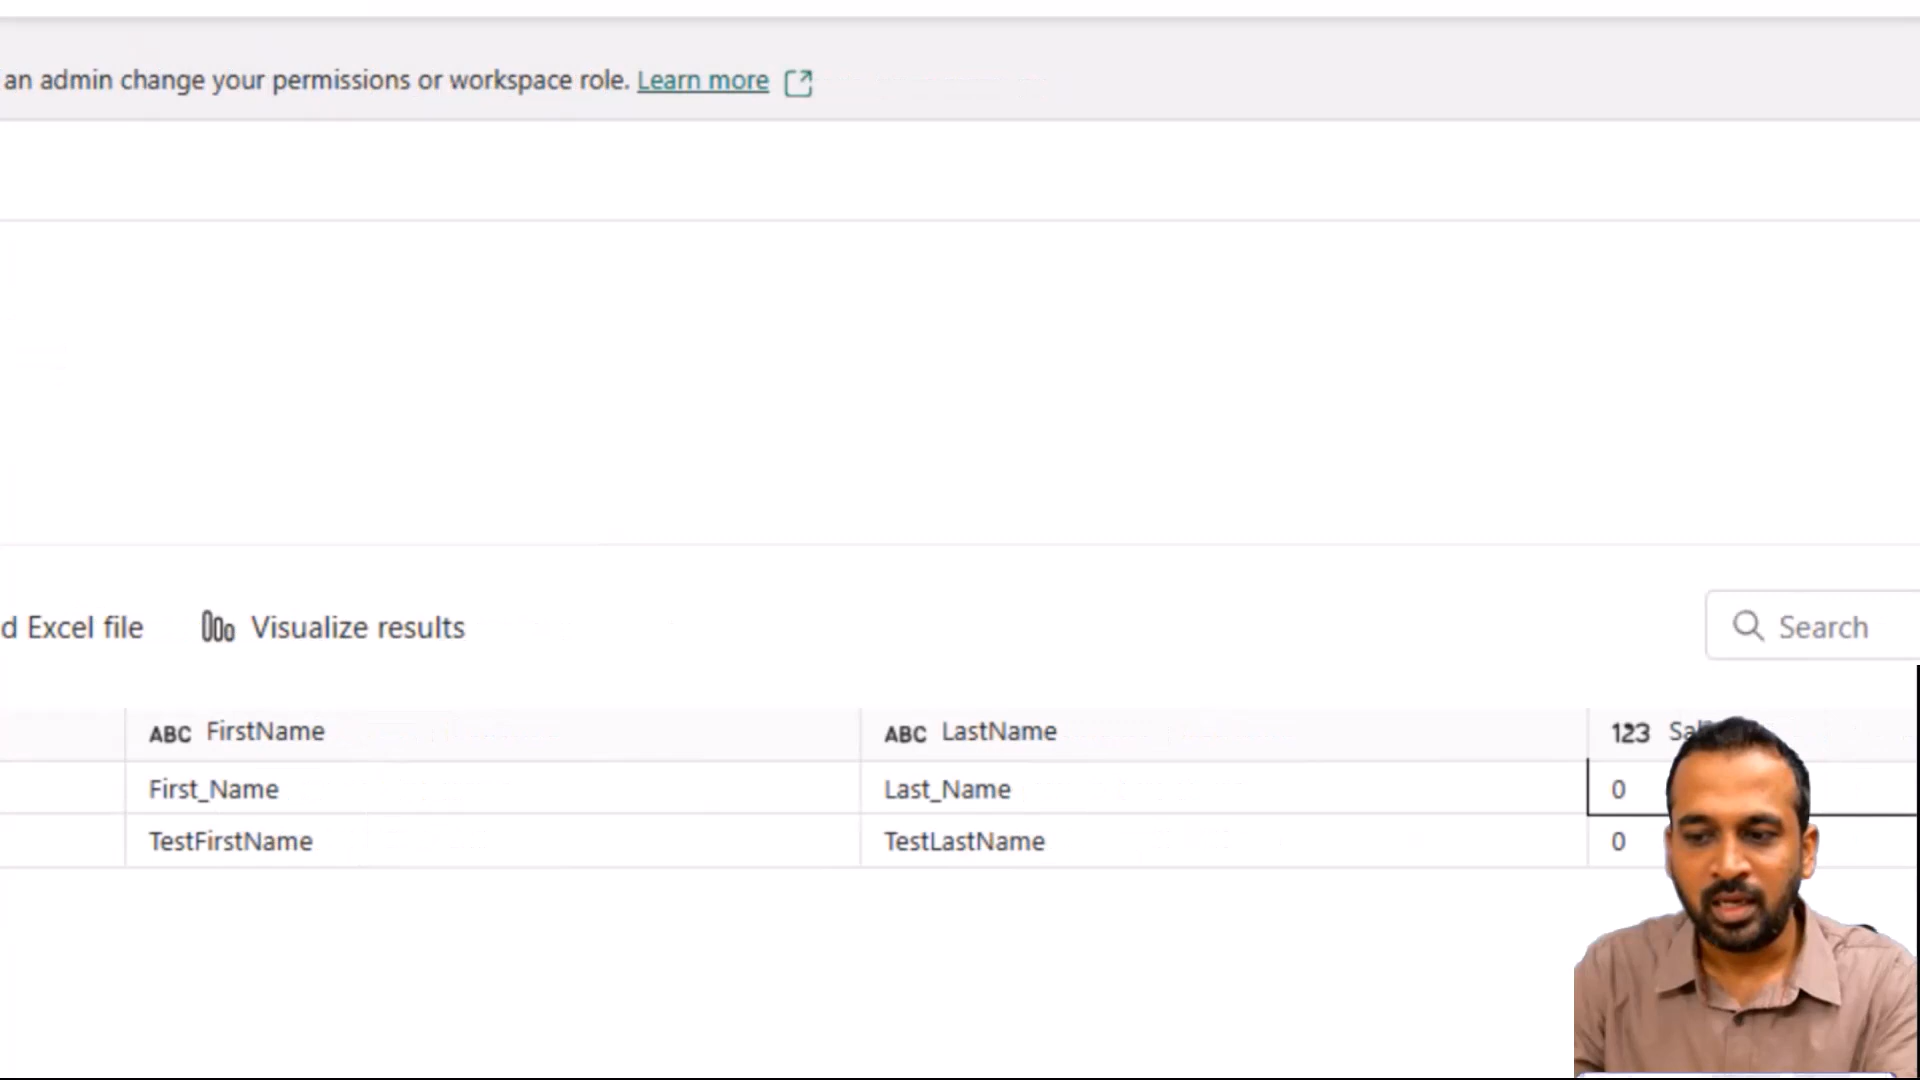 an admin change your permissions or workspace role. Learn more
d Excel file Visualize results Search
ABC FirstName ABC LastName 123
First_Name Last_Name 0
TestFirstName TestLastName 0